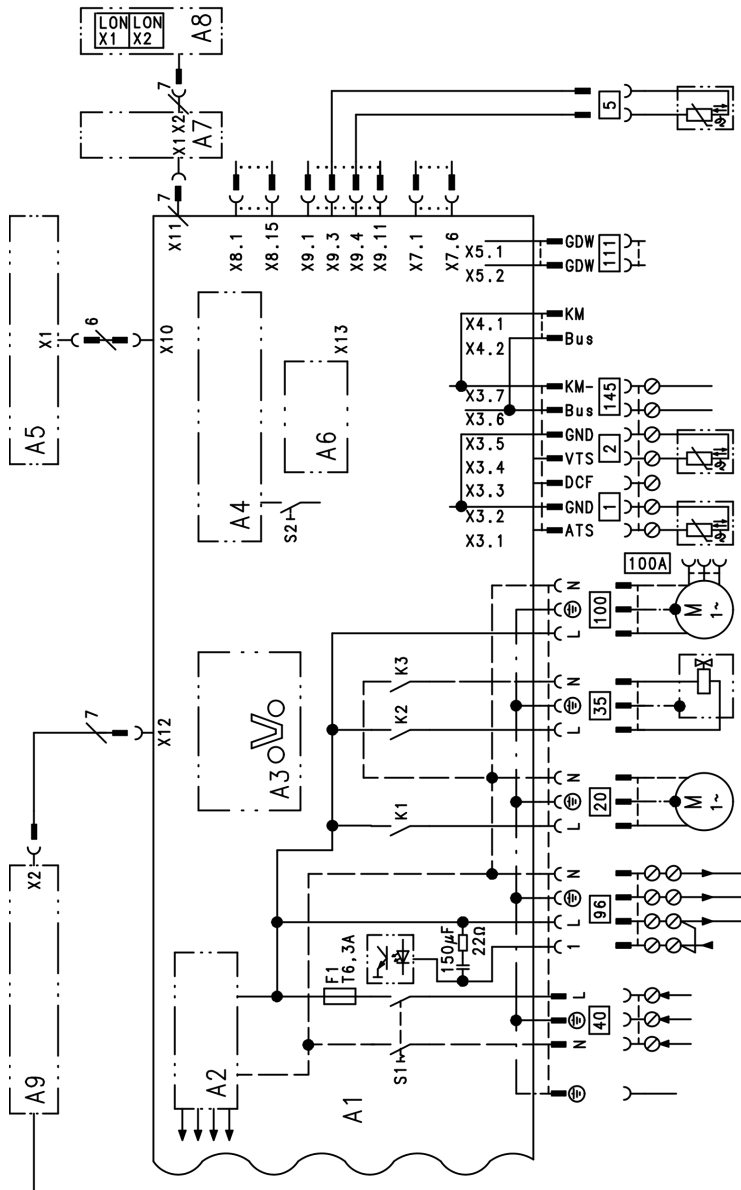 LON LON
X1 X2
A8
7
X1 X2
A7
7
X11
5
A5
X1
6
X10
X8.1
X8.15
X9.1
X9.3
X9.4
X9.11
X7.1
X7.6
X5.1
X5.2
GDW
GDW
111
A4
S2
A6
X13
X4.1
X4.2
KM
Bus
X3.7
X3.6
X3.5
X3.4
X3.3
X3.2
X3.1
KM-
Bus
GND
VTS
DCF
GND
ATS
145
2
1
100A
7
X12
A3
K3
K2
K1
N
L
100
M
1~
N
L
35
N
L
20
M
1~
N
L
1
96
150µF
22Ω
F1
T6,3A
L
N
40
S1
X2
A9
A2
A1